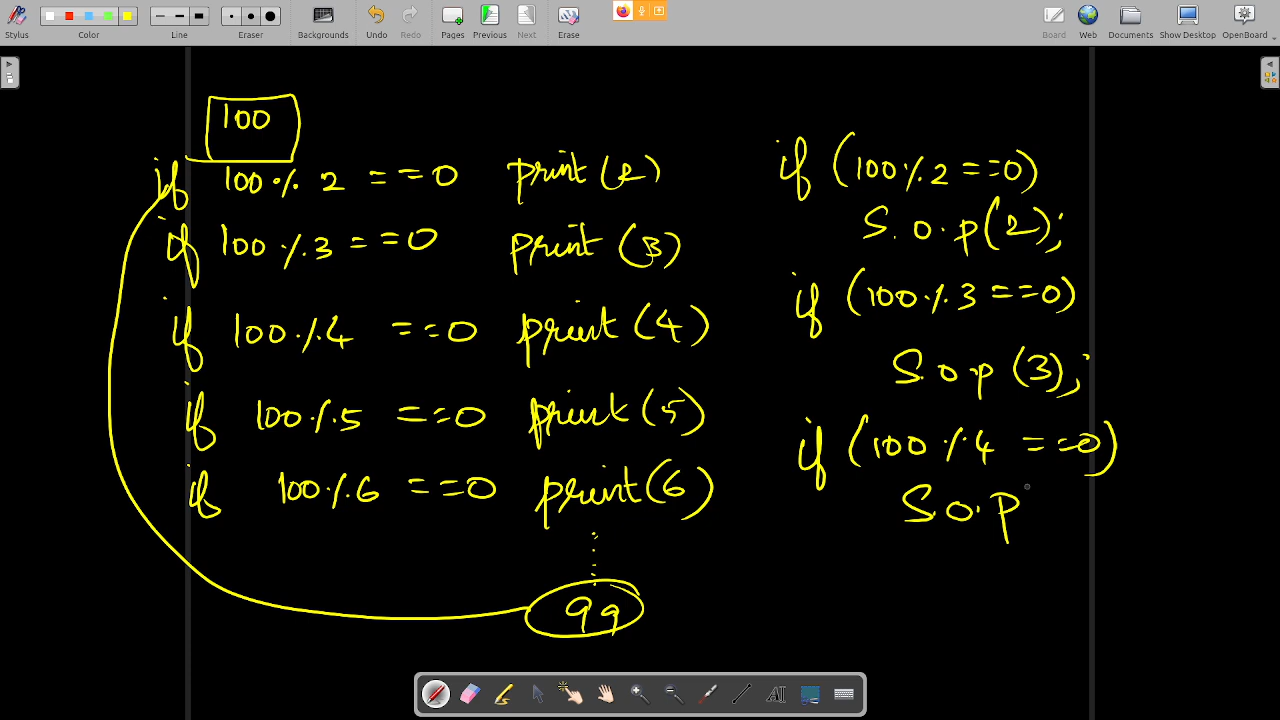 Stylus Color Line Eraser Backgrounds Undo Redo Pages Previous Next Erase Board Web Documents Show Desktop OpenBoard
100
if 100 % 2 = = 0 print (2)
if 100 % 3 = = 0 print (3)
if 100 % 4 = = 0 print (4)
if 100 % 5 = = 0 print (5)
if 100 % 6 = = 0 print (6)
99
if (100 % 2 = = 0)
S. o. p (2);
if (100 % 3 = = 0)
S. o. p (3);
if (100 % 4 = = 0)
S. o. p